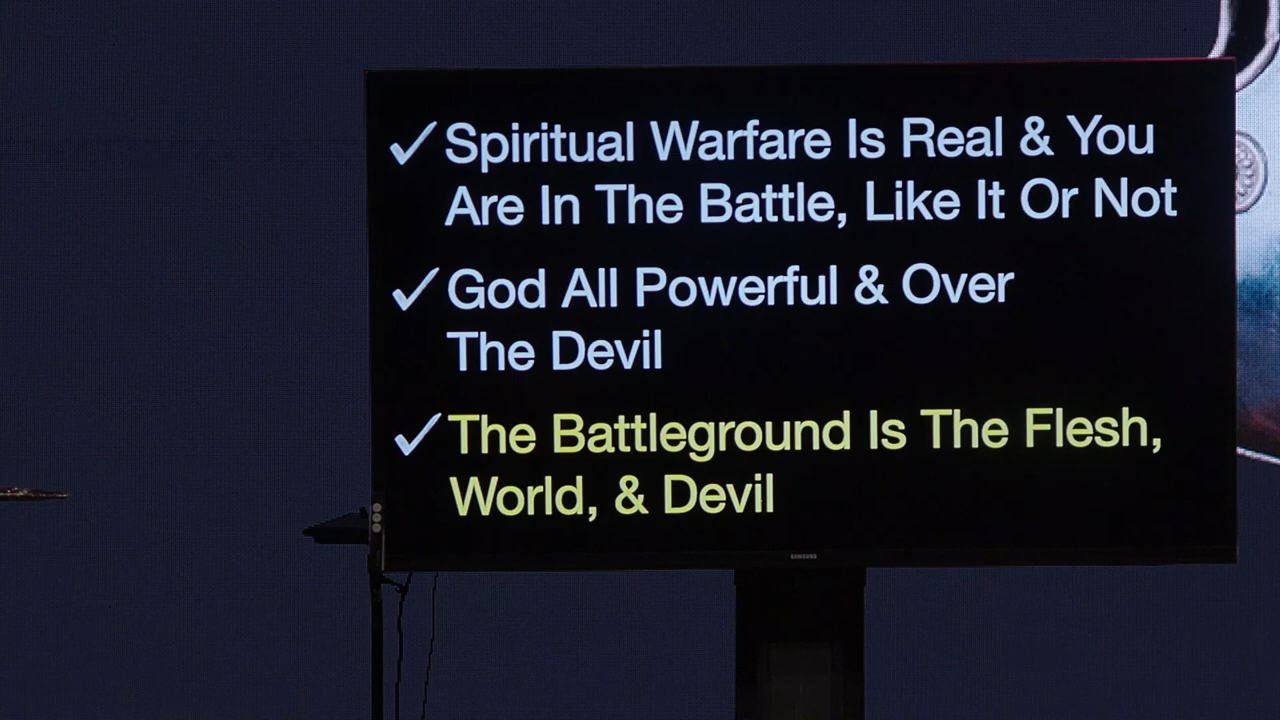 ✓ Spiritual Warfare Is Real & You
Are In The Battle, Like It Or Not
✓ God All Powerful & Over
The Devil
✓ The Battleground Is The Flesh,
World, & Devil
SAMSUNG